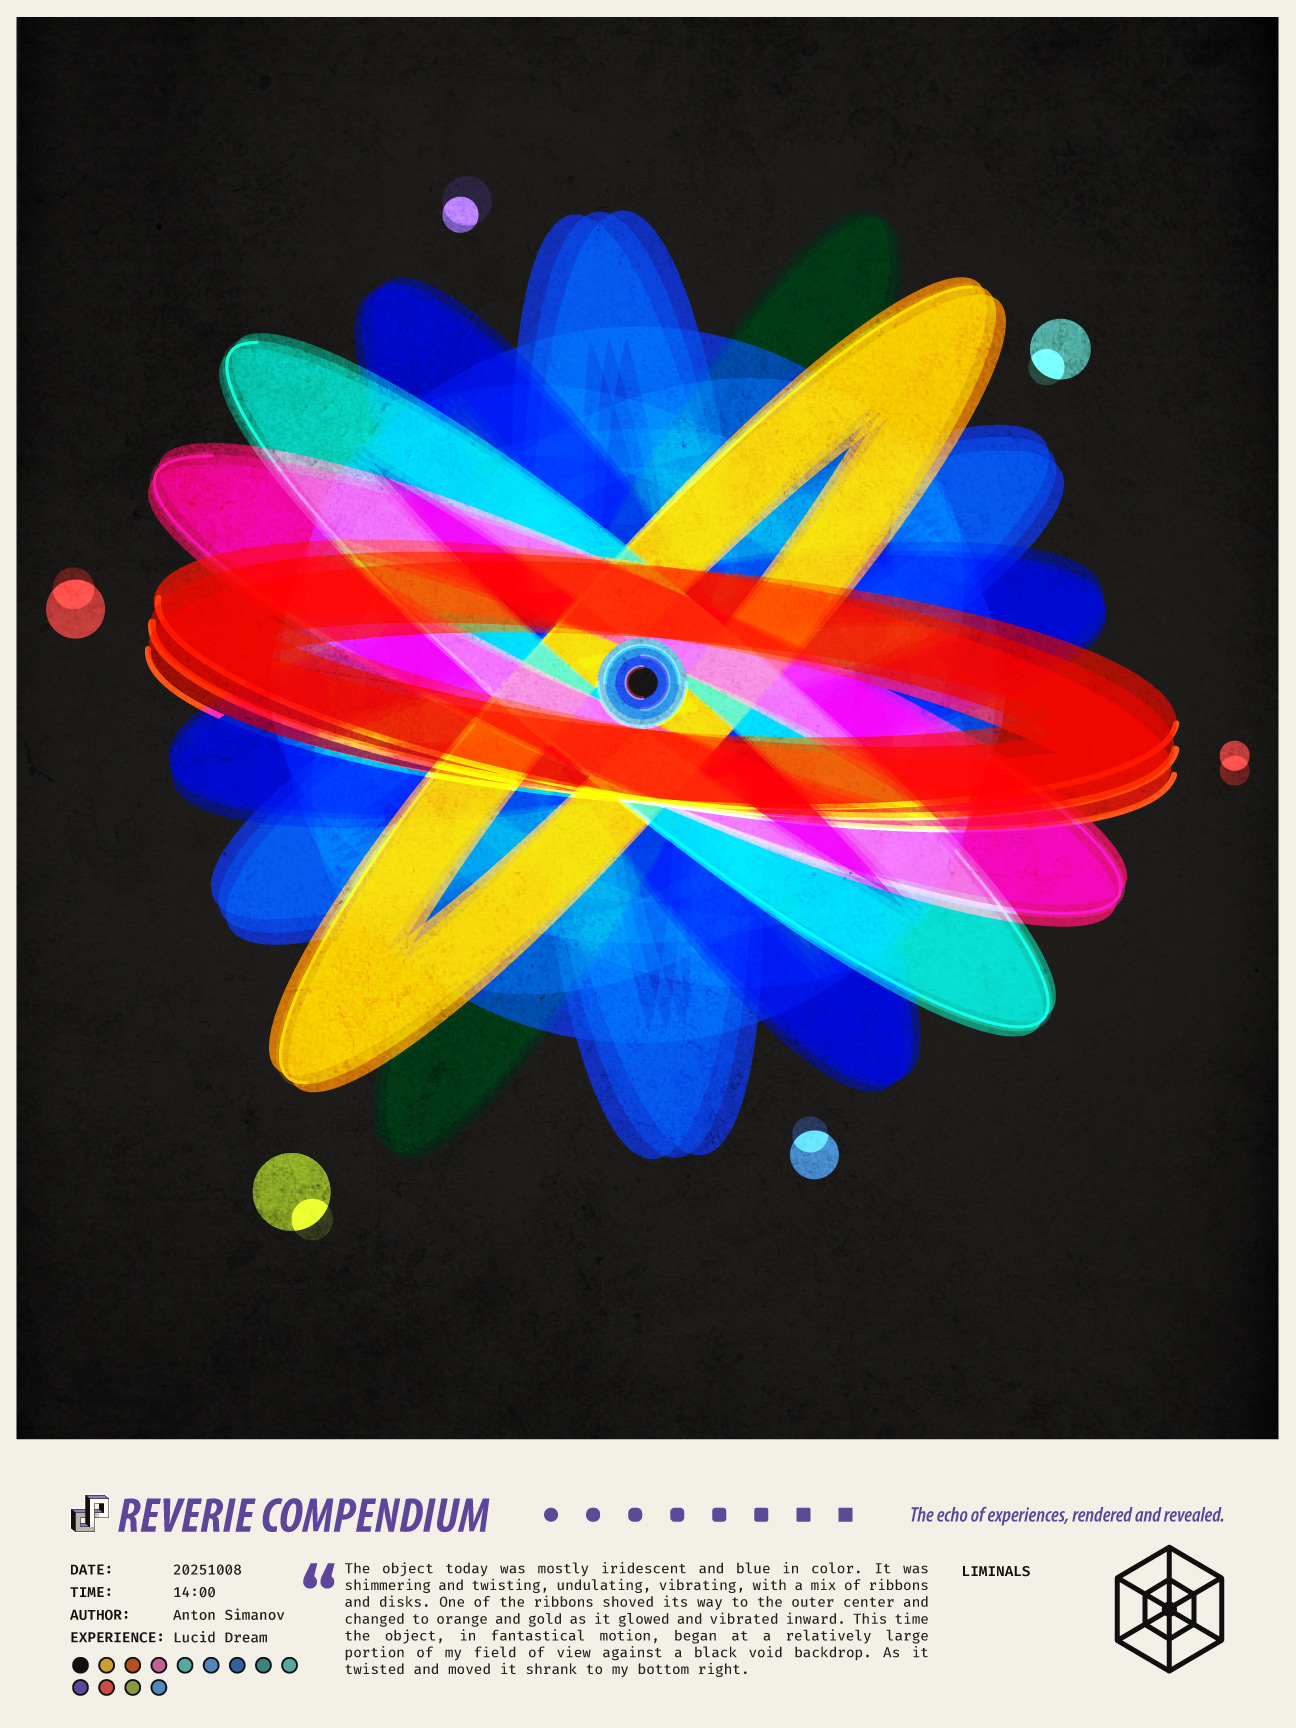 REVERIE COMPENDIUM
The echo of experiences, rendered and revealed.
DATE: 20251008
TIME: 14:00
AUTHOR: Anton Simanov
EXPERIENCE: Lucid Dream
“
The object today was mostly iridescent and blue in color. It was
shimmering and twisting, undulating, vibrating, with a mix of ribbons
and disks. One of the ribbons shoved its way to the outer center and
changed to orange and gold as it glowed and vibrated inward. This time
the object, in fantastical motion, began at a relatively large
portion of my field of view against a black void backdrop. As it
twisted and moved it shrank to my bottom right.
LIMINALS